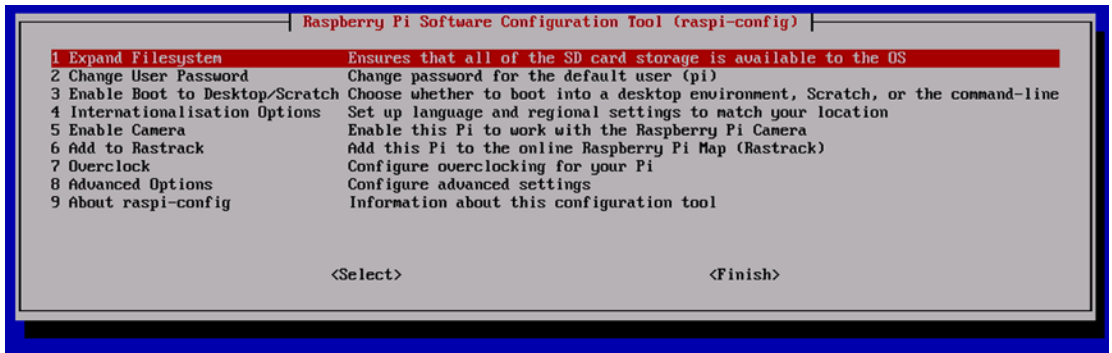 Raspberry Pi Software Configuration Tool (raspi-config)
1 Expand Filesystem Ensures that all of the SD card storage is available to the OS
2 Change User Password Change password for the default user (pi)
3 Enable Boot to Desktop/Scratch Choose whether to boot into a desktop environment, Scratch, or the command-line
4 Internationalisation Options Set up language and regional settings to match your location
5 Enable Camera Enable this Pi to work with the Raspberry Pi Camera
6 Add to Rastrack Add this Pi to the online Raspberry Pi Map (Rastrack)
7 Overclock Configure overclocking for your Pi
8 Advanced Options Configure advanced settings
9 About raspi-config Information about this configuration tool
<Select> <Finish>